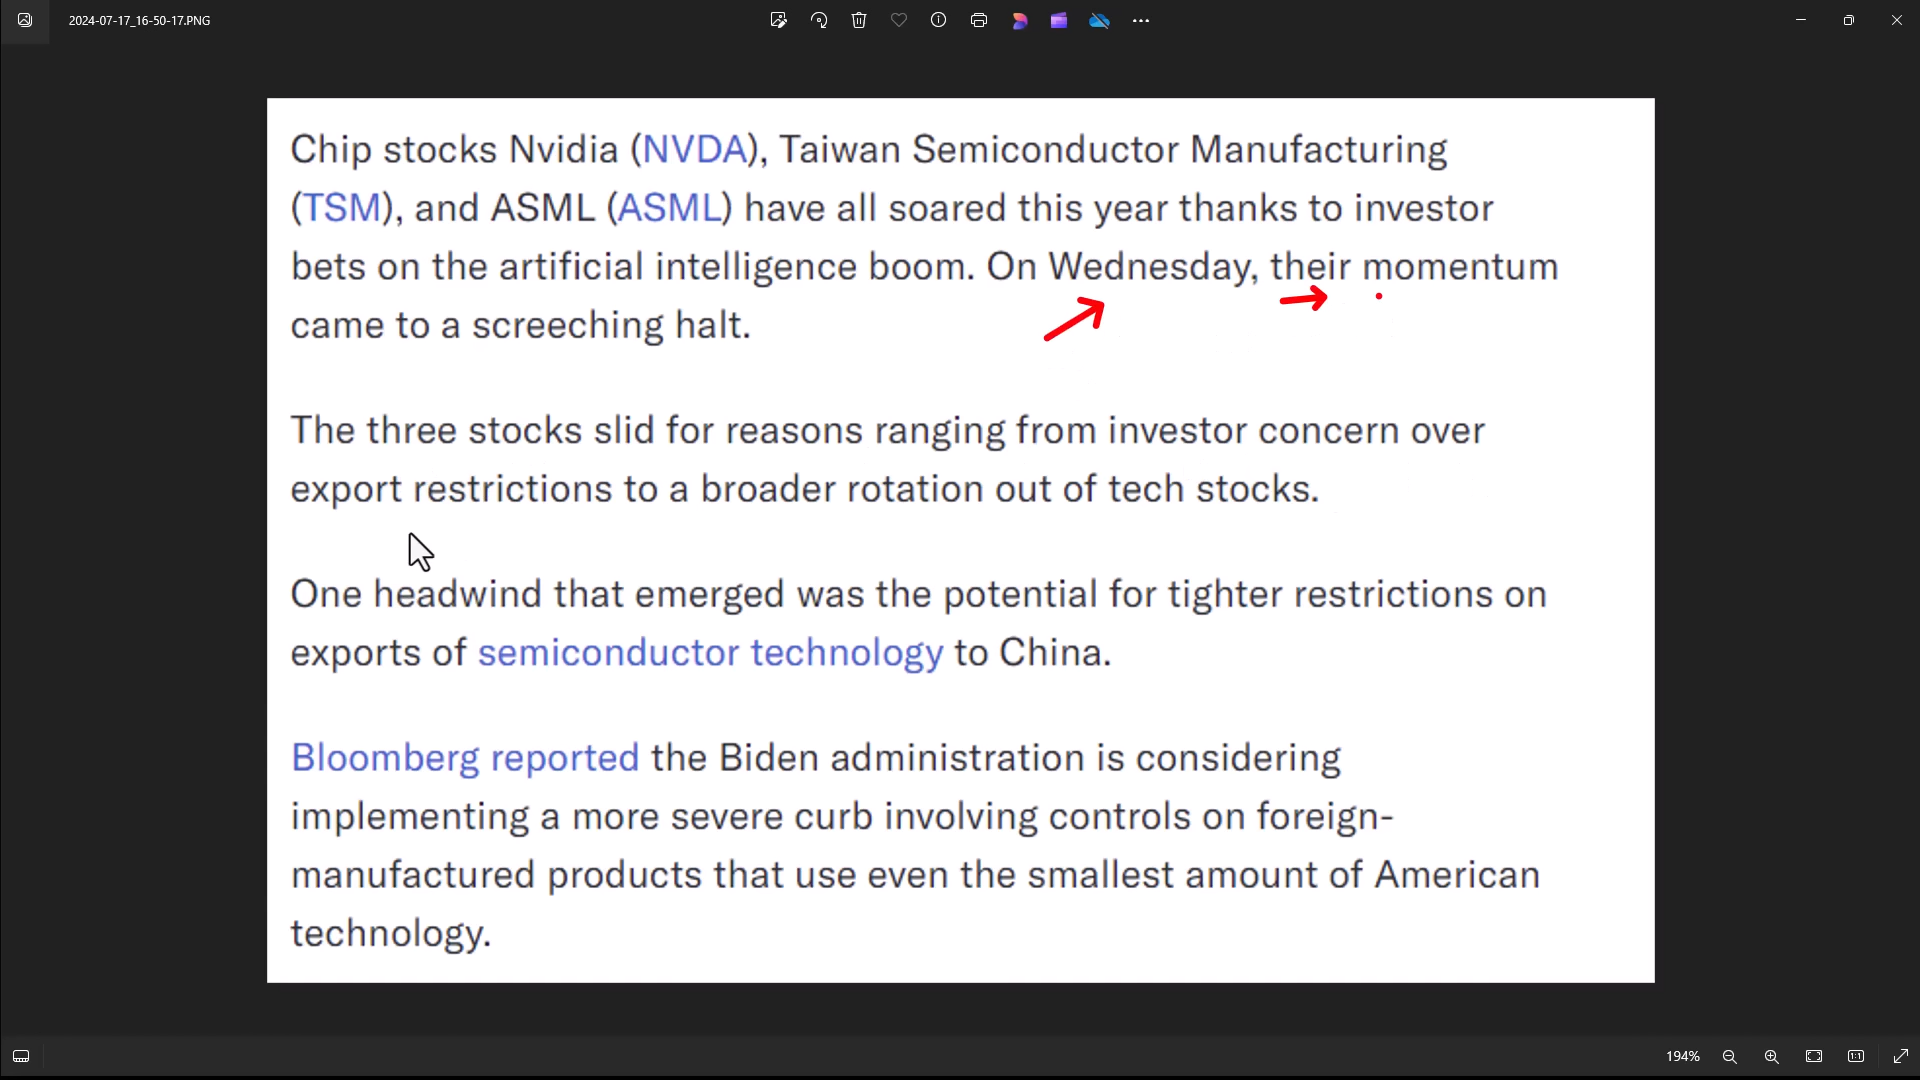 2024-07-17_16-50-17.PNG
Chip stocks Nvidia (NVDA), Taiwan Semiconductor Manufacturing
(TSM), and ASML (ASML) have all soared this year thanks to investor
bets on the artificial intelligence boom. On Wednesday, their momentum
came to a screeching halt.
The three stocks slid for reasons ranging from investor concern over
export restrictions to a broader rotation out of tech stocks.
One headwind that emerged was the potential for tighter restrictions on
exports of semiconductor technology to China.
Bloomberg reported the Biden administration is considering
implementing a more severe curb involving controls on foreign-
manufactured products that use even the smallest amount of American
technology.
194%
1:1